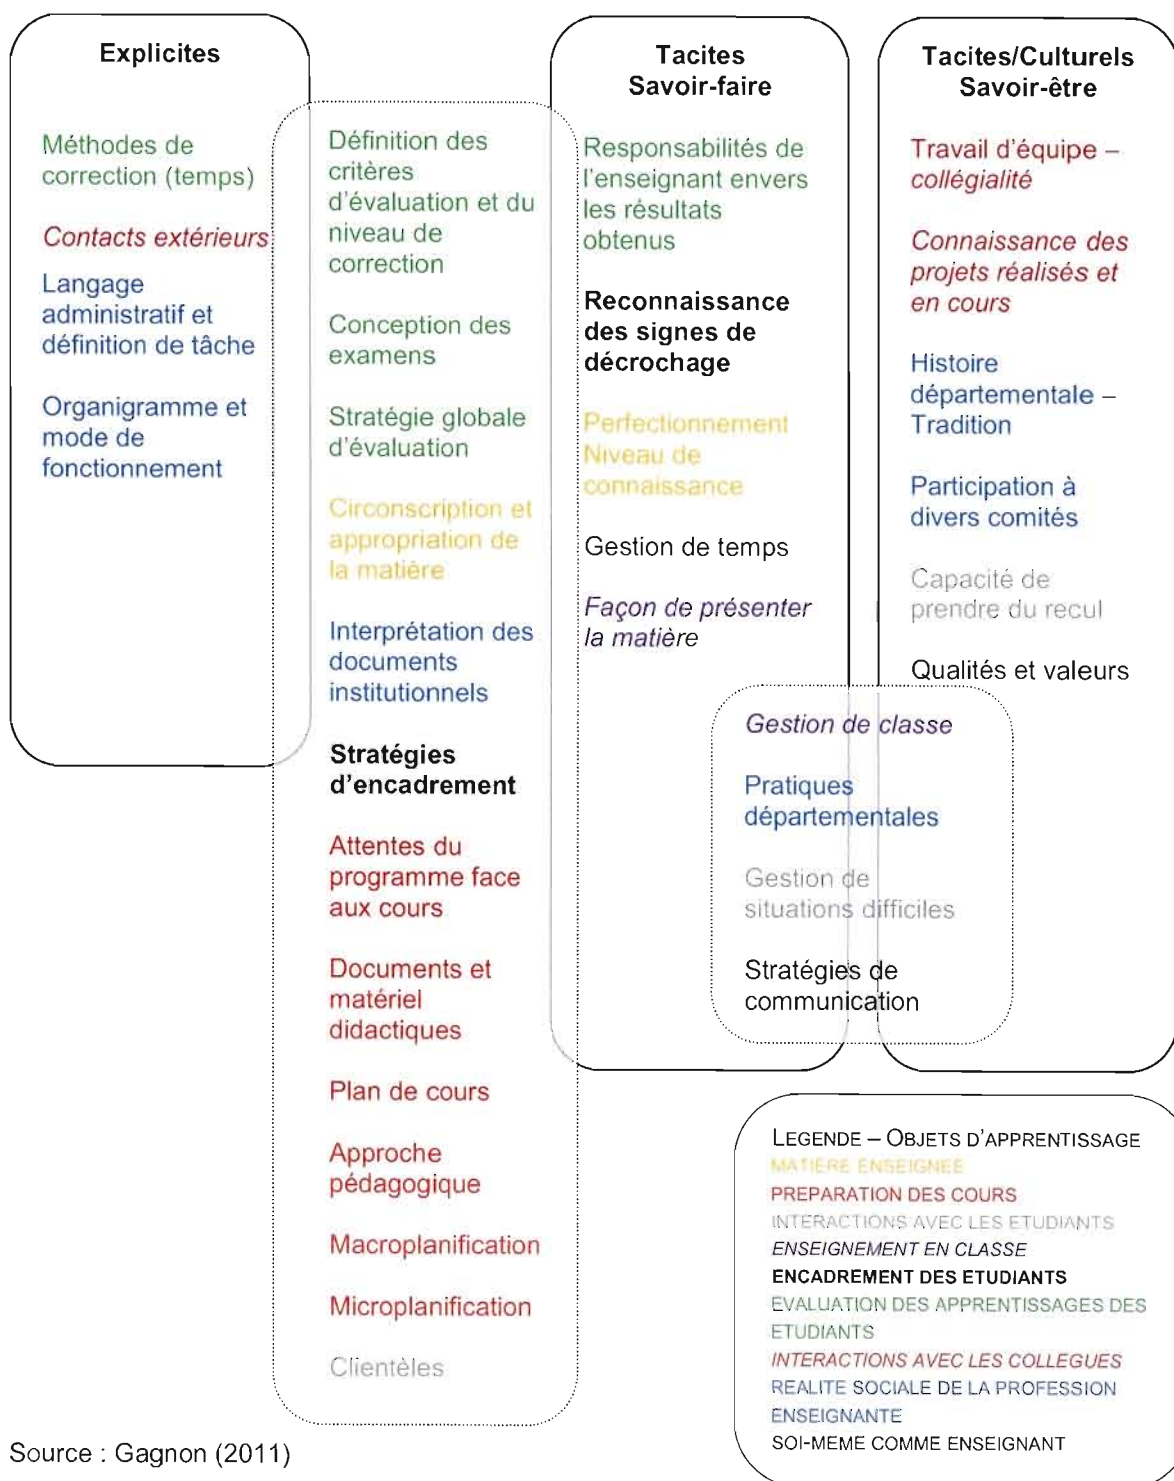 Explicites
Méthodes de
correction (temps)
Contacts extérieurs
Langage
administratif et
définition de tâche
Organigramme et
mode de
fonctionnement
Définition des
critères
d'évaluation et du
niveau de
correction
Conception des
examens
Stratégie globale
d'évaluation
Circonscription et
appropriation de
la matière
Interprétation des
documents
institutionnels
Stratégies
d'encadrement
Attentes du
programme face
aux cours
Documents et
matériel
didactiques
Plan de cours
Approche
pédagogique
Macroplanification
Microplanification
Clientèles
Tacites
Savoir-faire
Responsabilités de
l'enseignant envers
les résultats
obtenus
Reconnaissance
des signes de
décrochage
Perfectionnement
Niveau de
connaissance
Gestion de temps
Façon de présenter
la matière
Tacites/Culturels
Savoir-être
Travail d'équipe –
collégialité
Connaissance des
projets réalisés et
en cours
Histoire
départementale –
Tradition
Participation à
divers comités
Capacité de
prendre du recul
Qualités et valeurs
Gestion de classe
Pratiques
départementales
Gestion de
situations difficiles
Stratégies de
communication
LEGENDE – OBJETS D'APPRENTISSAGE
MATIERE ENSEIGNEE
PREPARATION DES COURS
INTERACTIONS AVEC LES ETUDIANTS
ENSEIGNEMENT EN CLASSE
ENCADREMENT DES ETUDIANTS
EVALUATION DES APPRENTISSAGES DES
ETUDIANTS
INTERACTIONS AVEC LES COLLEGUES
REALITE SOCIALE DE LA PROFESSION
ENSEIGNANTE
SOI-MEME COMME ENSEIGNANT
Source : Gagnon (2011)